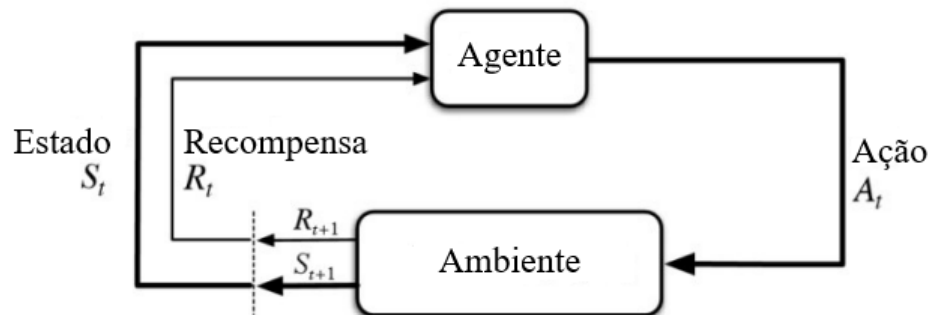 Agente
Estado
S_t
Recompensa
R_t
Ação
A_t
R_{t+1}
S_{t+1}
Ambiente